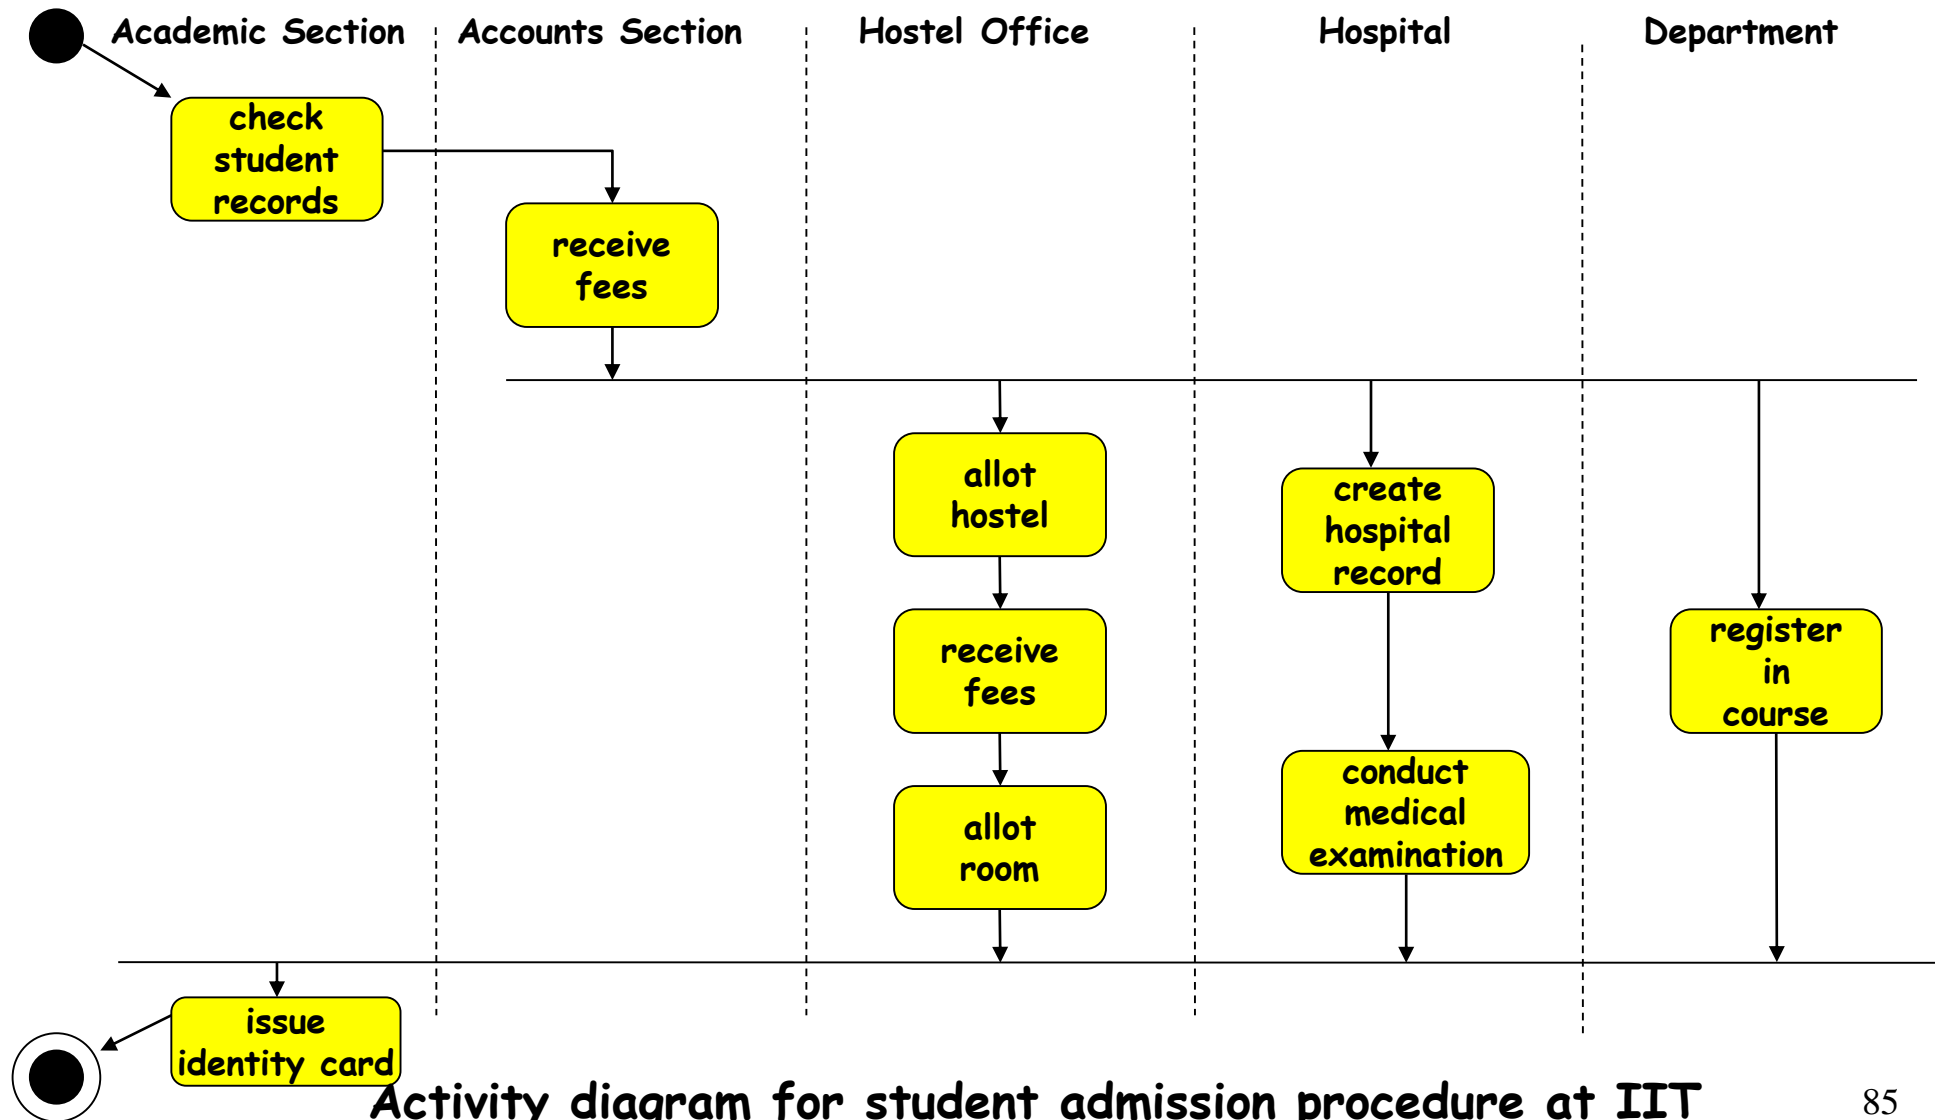 Academic Section
Accounts Section
Hostel Office
Hospital
Department
check
student
records
receive
fees
allot
hostel
create
hospital
record
receive
fees
register
in
course
conduct
medical
examination
allot
room
issue
identity card
Activity diagram for student admission procedure at IIT
85